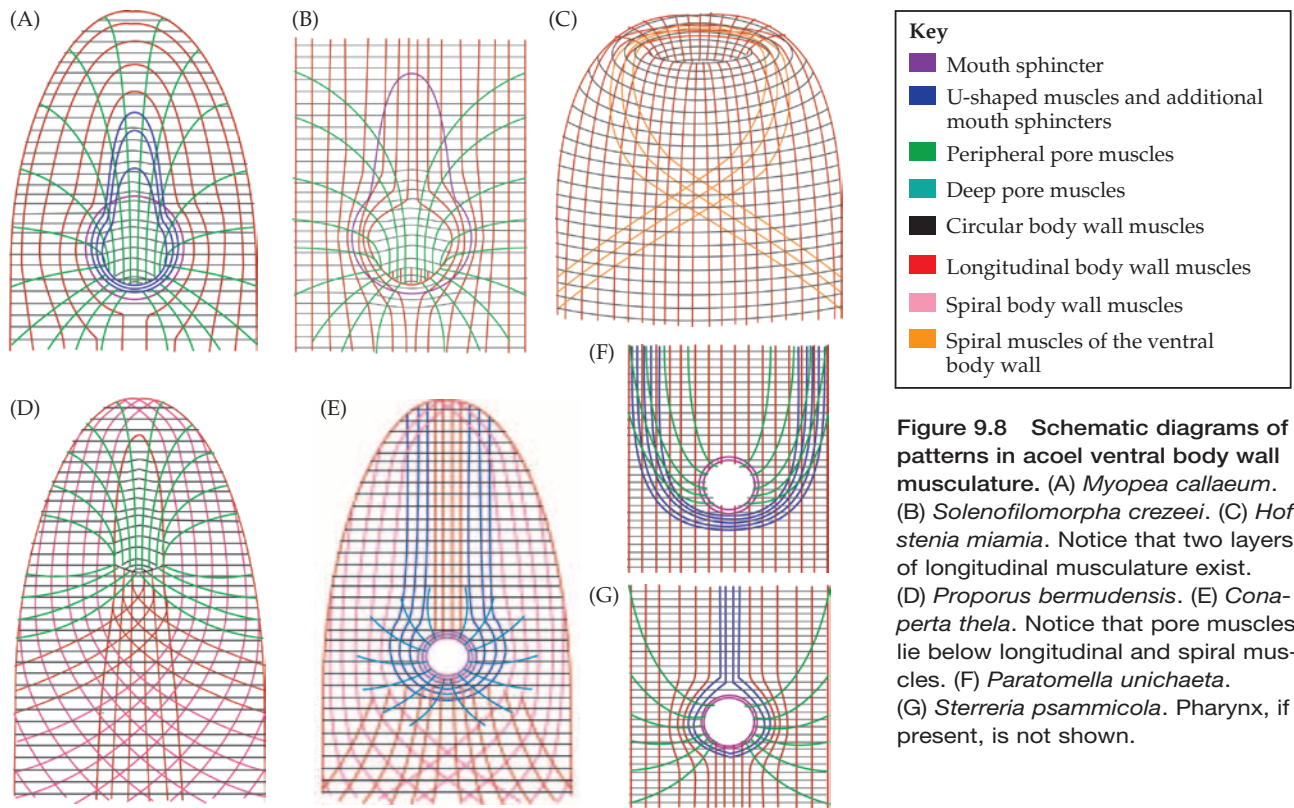 (A)
(B)
(C)
Key
Mouth sphincter
U-shaped muscles and additional
mouth sphincters
Peripheral pore muscles
Deep pore muscles
Circular body wall muscles
Longitudinal body wall muscles
Spiral body wall muscles
Spiral muscles of the ventral
body wall
(D)
(E)
(F)
(G)
Figure 9.8 Schematic diagrams of
patterns in acoel ventral body wall
musculature. (A) Myopea callaeum.
(B) Solenofilomorpha crezeei. (C) Hof-
stenia miamia. Notice that two layers
of longitudinal musculature exist.
(D) Proporus bermudensis. (E) Cona-
perta thela. Notice that pore muscles
lie below longitudinal and spiral mus-
cles. (F) Paratomella unichaeta.
(G) Sterreria psammicola. Pharynx, if
present, is not shown.